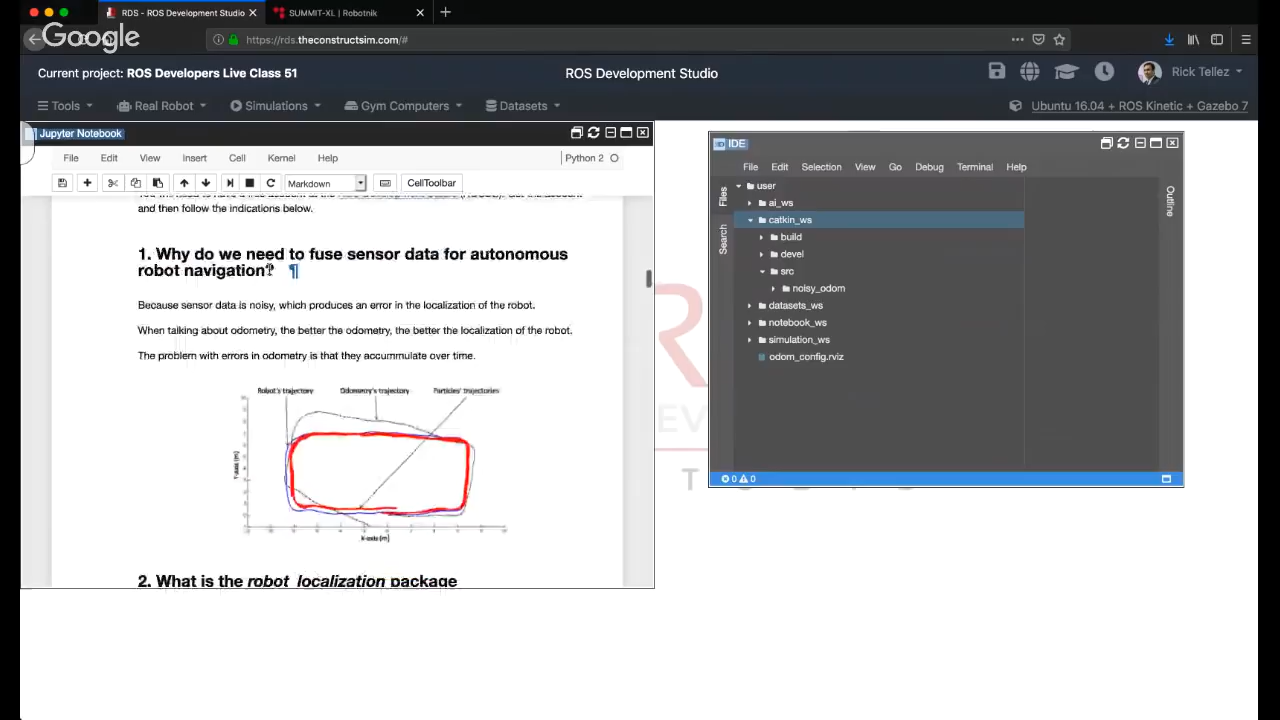 RDS - ROS Development Studio
SUMMIT-XL | Robotnik
Google
https://rds.theconstructsim.com/#
Current project: ROS Developers Live Class 51
ROS Development Studio
Rick Tellez
Tools
Real Robot
Simulations
Gym Computers
Datasets
Ubuntu 16.04 + ROS Kinetic + Gazebo 7
Jupyter Notebook
File Edit View Insert Cell Kernel Help
Python 2
Markdown
CellToolbar
and then follow the indications below.
1. Why do we need to fuse sensor data for autonomous
robot navigation? ¶
Because sensor data is noisy, which produces an error in the localization of the robot.
When talking about odometry, the better the odometry, the better the localization of the robot.
The problem with errors in odometry is that they accummulate over time.
Robot's trajectory
Odometry's trajectory
Particles' trajectories
Y-axis [m]
X-axis [m]
2. What is the robot_localization package
IDE
File Edit Selection View Go Debug Terminal Help
Files
Search
Outline
user
ai_ws
catkin_ws
build
devel
src
noisy_odom
datasets_ws
notebook_ws
simulation_ws
odom_config.rviz
0 0